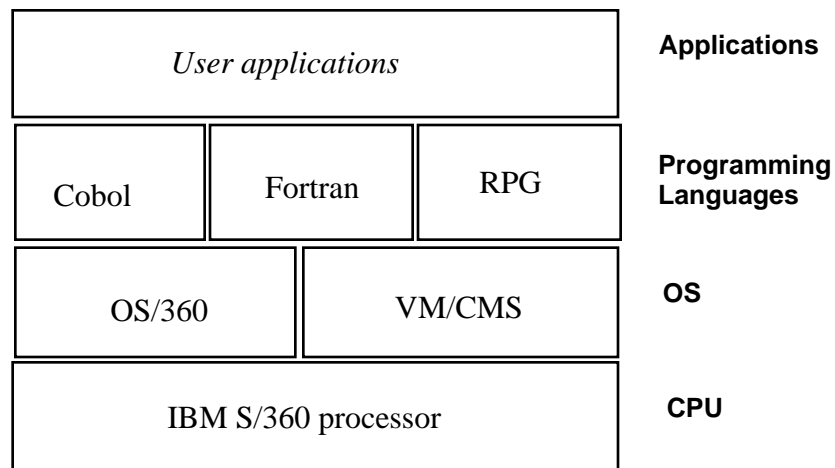 User applications
Applications
Cobol
Fortran
RPG
Programming
Languages
OS/360
VM/CMS
OS
IBM S/360 processor
CPU